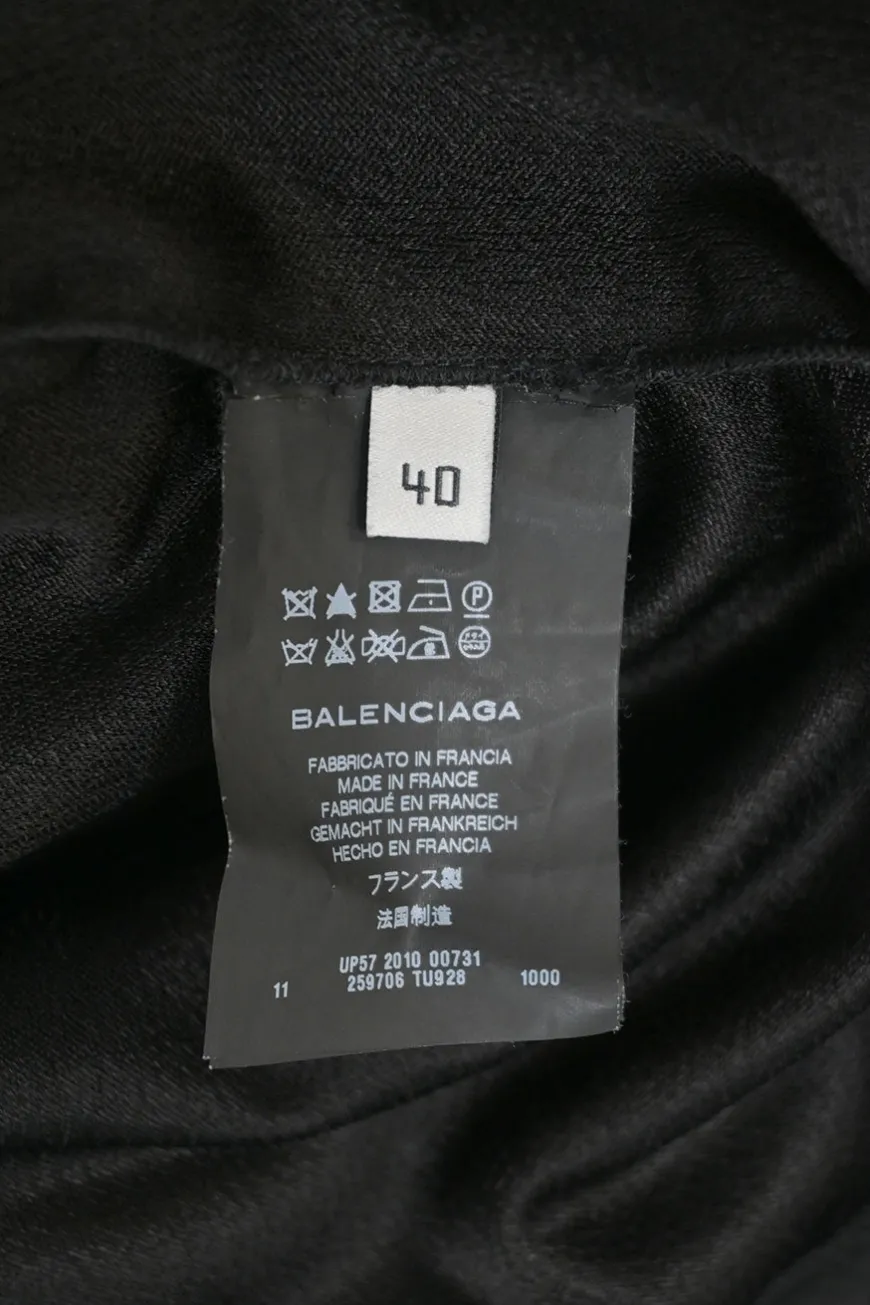 40
P
BALENCIAGA
FABBRICATO IN FRANCIA
MADE IN FRANCE
FABRIQUÉ EN FRANCE
GEMACHT IN FRANKREICH
HECHO EN FRANCIA
フランス製
法国制造
UP57 2010 00731
11 259706 TU928 1000